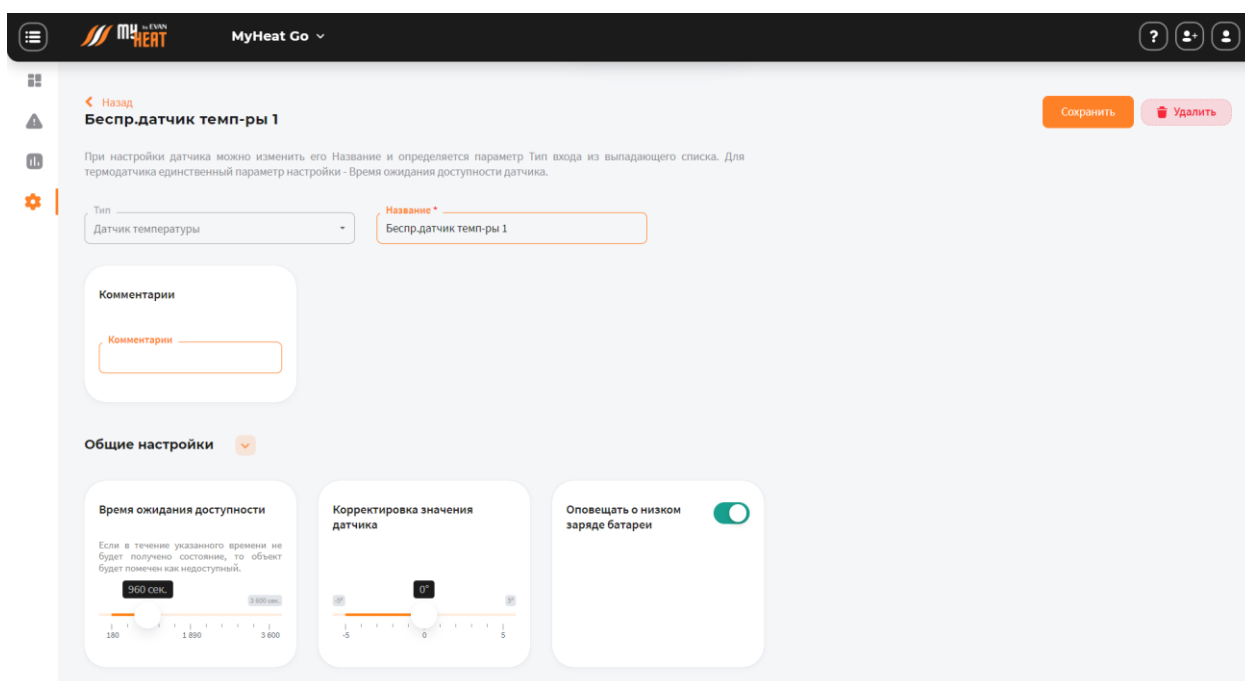 by EVAN
MYHEAT
MyHeat Go
?
Назад
Беспр.датчик темп-ры 1
Сохранить
Удалить
При настройки датчика можно изменить его Название и определяется параметр Тип входа из выпадающего списка. Для
термодатчика единственный параметр настройки - Время ожидания доступности датчика.
Тип
Датчик температуры
Название *
Беспр.датчик темп-ры 1
Комментарии
Комментарии
Общие настройки
Время ожидания доступности
Если в течение указанного времени не
будет получено состояние, то объект
будет помечен как недоступный.
960 сек.
3 600 сек.
180
1 890
3 600
Корректировка значения
датчика
-5°
0°
5°
-5
0
5
Оповещать о низком
заряде батареи